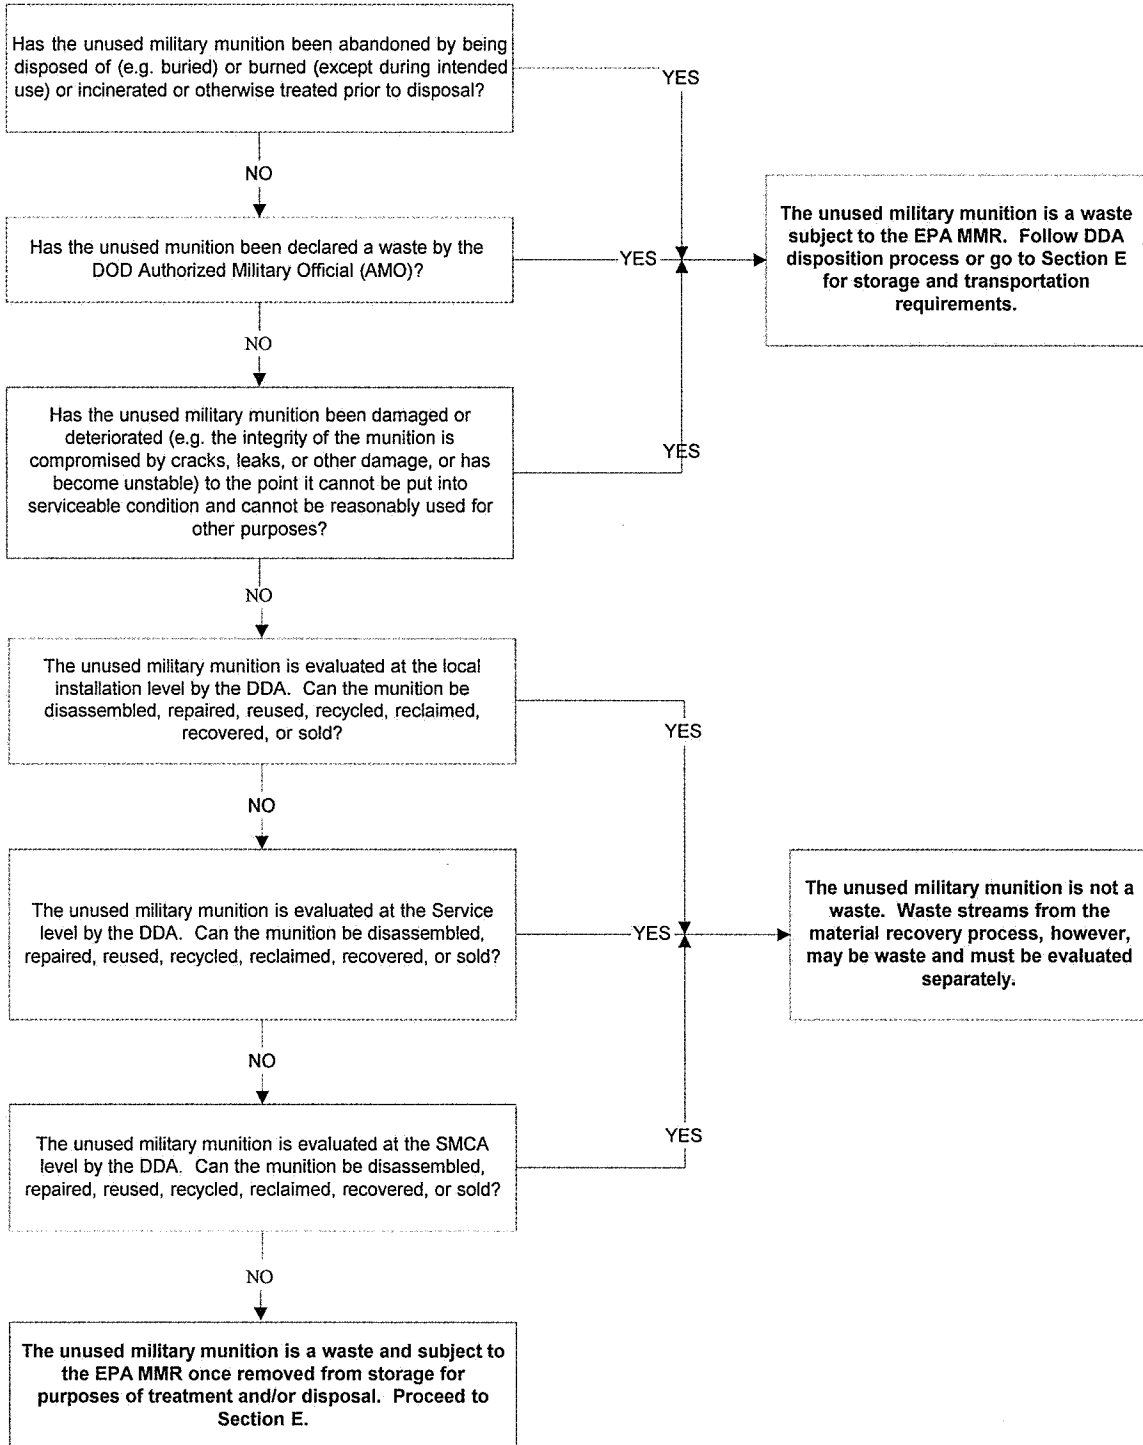 Has the unused military munition been abandoned by being
disposed of (e.g. buried) or burned (except during intended
use) or incinerated or otherwise treated prior to disposal?
YES
NO
The unused military munition is a waste
subject to the EPA MMR. Follow DDA
disposition process or go to Section E
for storage and transportation
requirements.
Has the unused munition been declared a waste by the
DOD Authorized Military Official (AMO)?
YES
NO
Has the unused military munition been damaged or
deteriorated (e.g. the integrity of the munition is
compromised by cracks, leaks, or other damage, or has
become unstable) to the point it cannot be put into
serviceable condition and cannot be reasonably used for
other purposes?
YES
NO
The unused military munition is evaluated at the local
installation level by the DDA. Can the munition be
disassembled, repaired, reused, recycled, reclaimed,
recovered, or sold?
YES
NO
The unused military munition is evaluated at the Service
level by the DDA. Can the munition be disassembled,
repaired, reused, recycled, reclaimed, recovered, or sold?
YES
The unused military munition is not a
waste. Waste streams from the
material recovery process, however,
may be waste and must be evaluated
separately.
NO
The unused military munition is evaluated at the SMCA
level by the DDA. Can the munition be disassembled,
repaired, reused, recycled, reclaimed, recovered, or sold?
YES
NO
The unused military munition is a waste and subject to
the EPA MMR once removed from storage for
purposes of treatment and/or disposal. Proceed to
Section E.